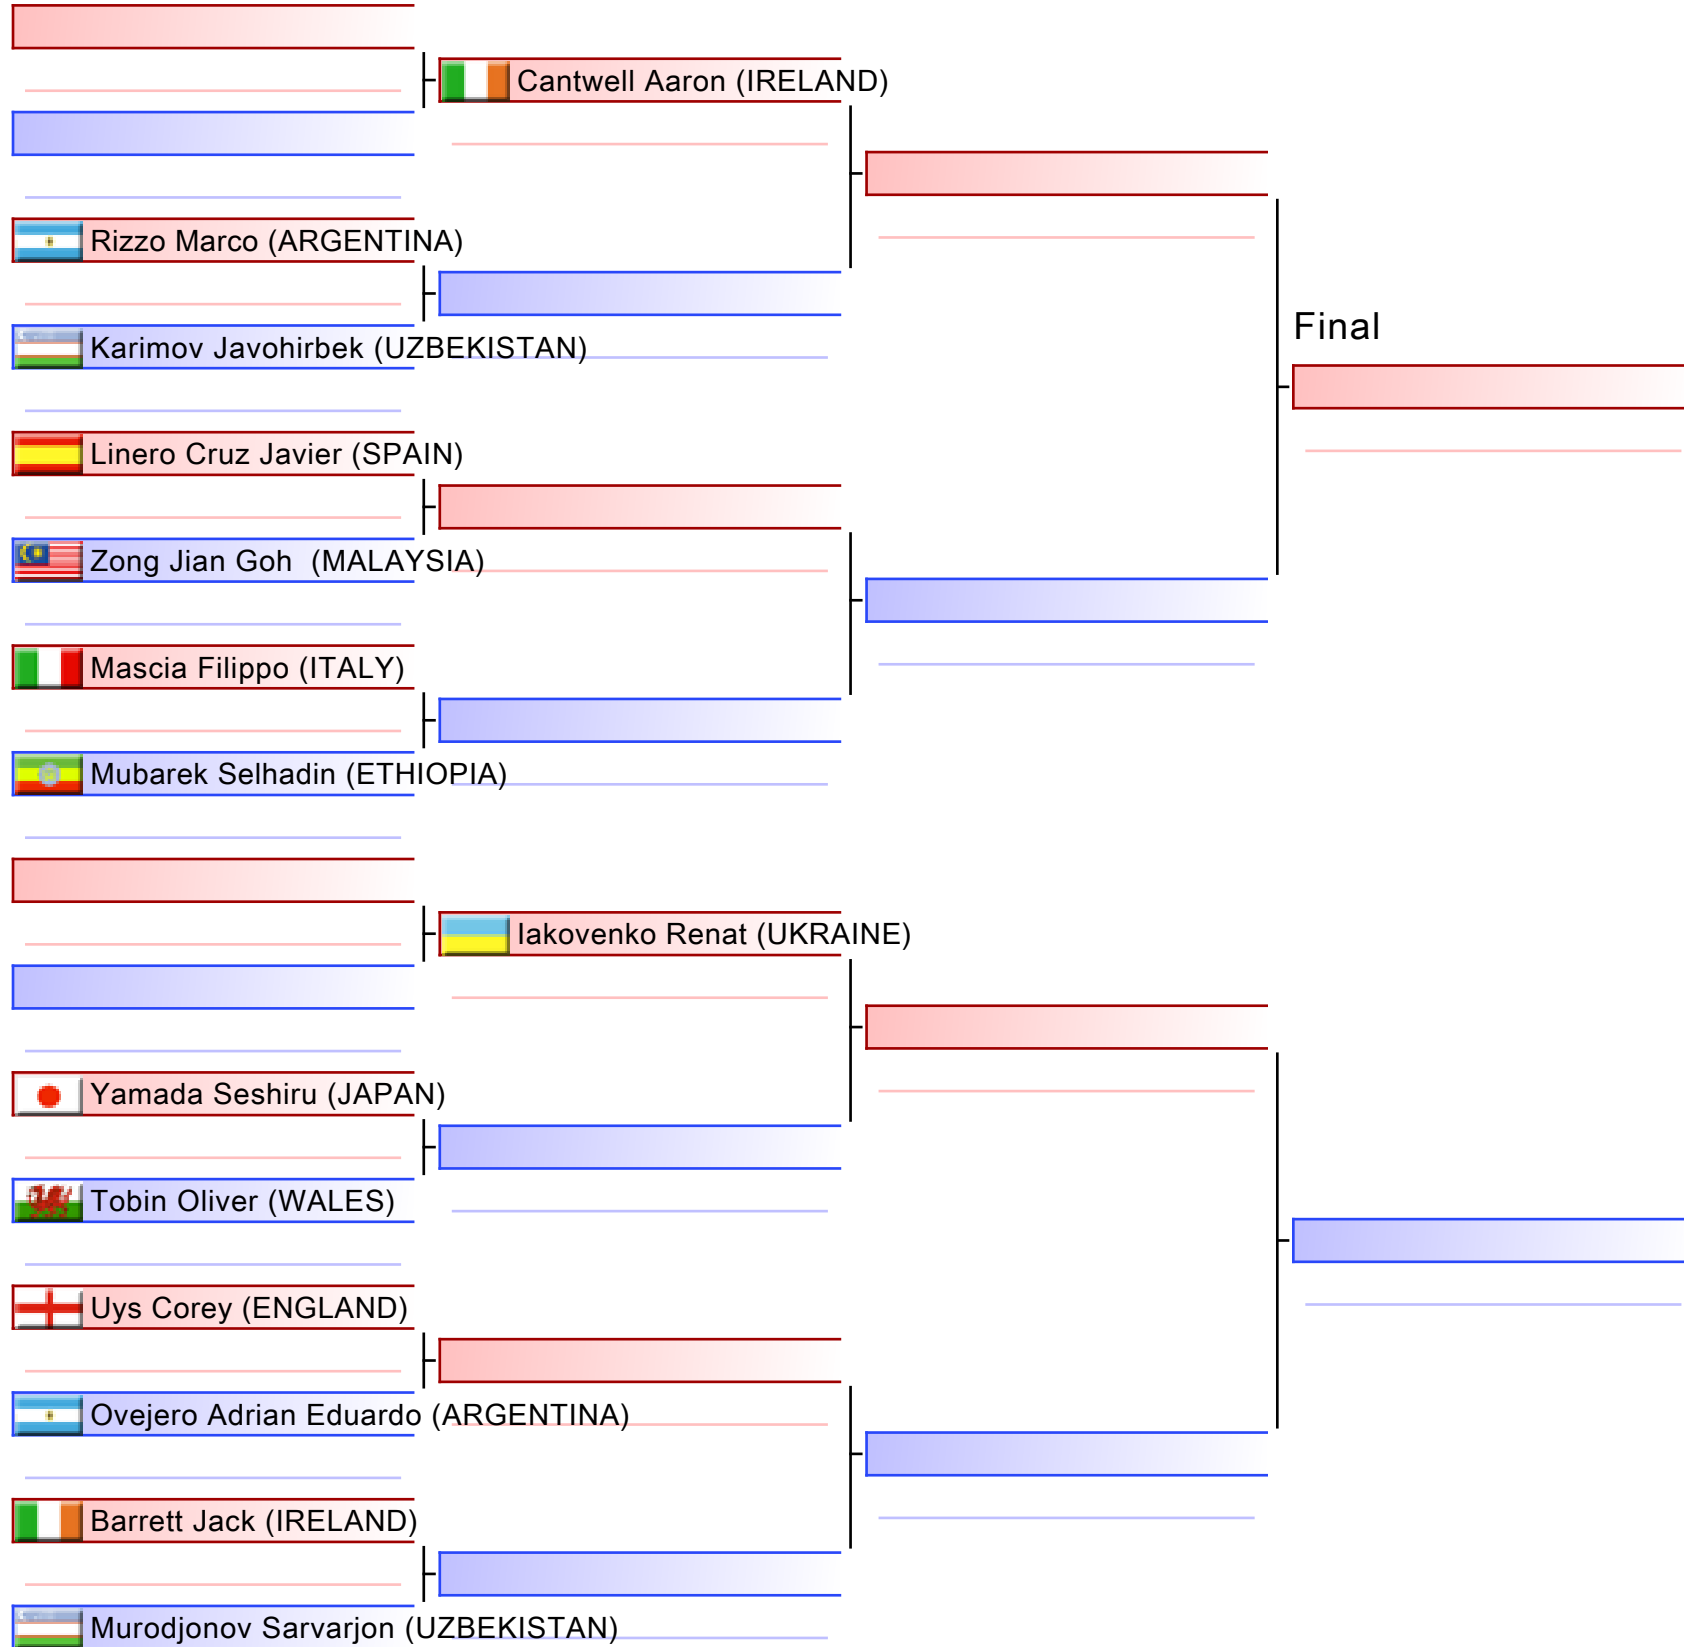 Cantwell Aaron (IRELAND)
Rizzo Marco (ARGENTINA)
Final
Karimov Javohirbek (UZBEKISTAN)
Linero Cruz Javier (SPAIN)
Zong Jian Goh  (MALAYSIA)
Mascia Filippo (ITALY)
Mubarek Selhadin (ETHIOPIA)
Iakovenko Renat (UKRAINE)
Yamada Seshiru (JAPAN)
Tobin Oliver (WALES)
Uys Corey (ENGLAND)
Ovejero Adrian Eduardo (ARGENTINA)
Barrett Jack (IRELAND)
Murodjonov Sarvarjon (UZBEKISTAN)